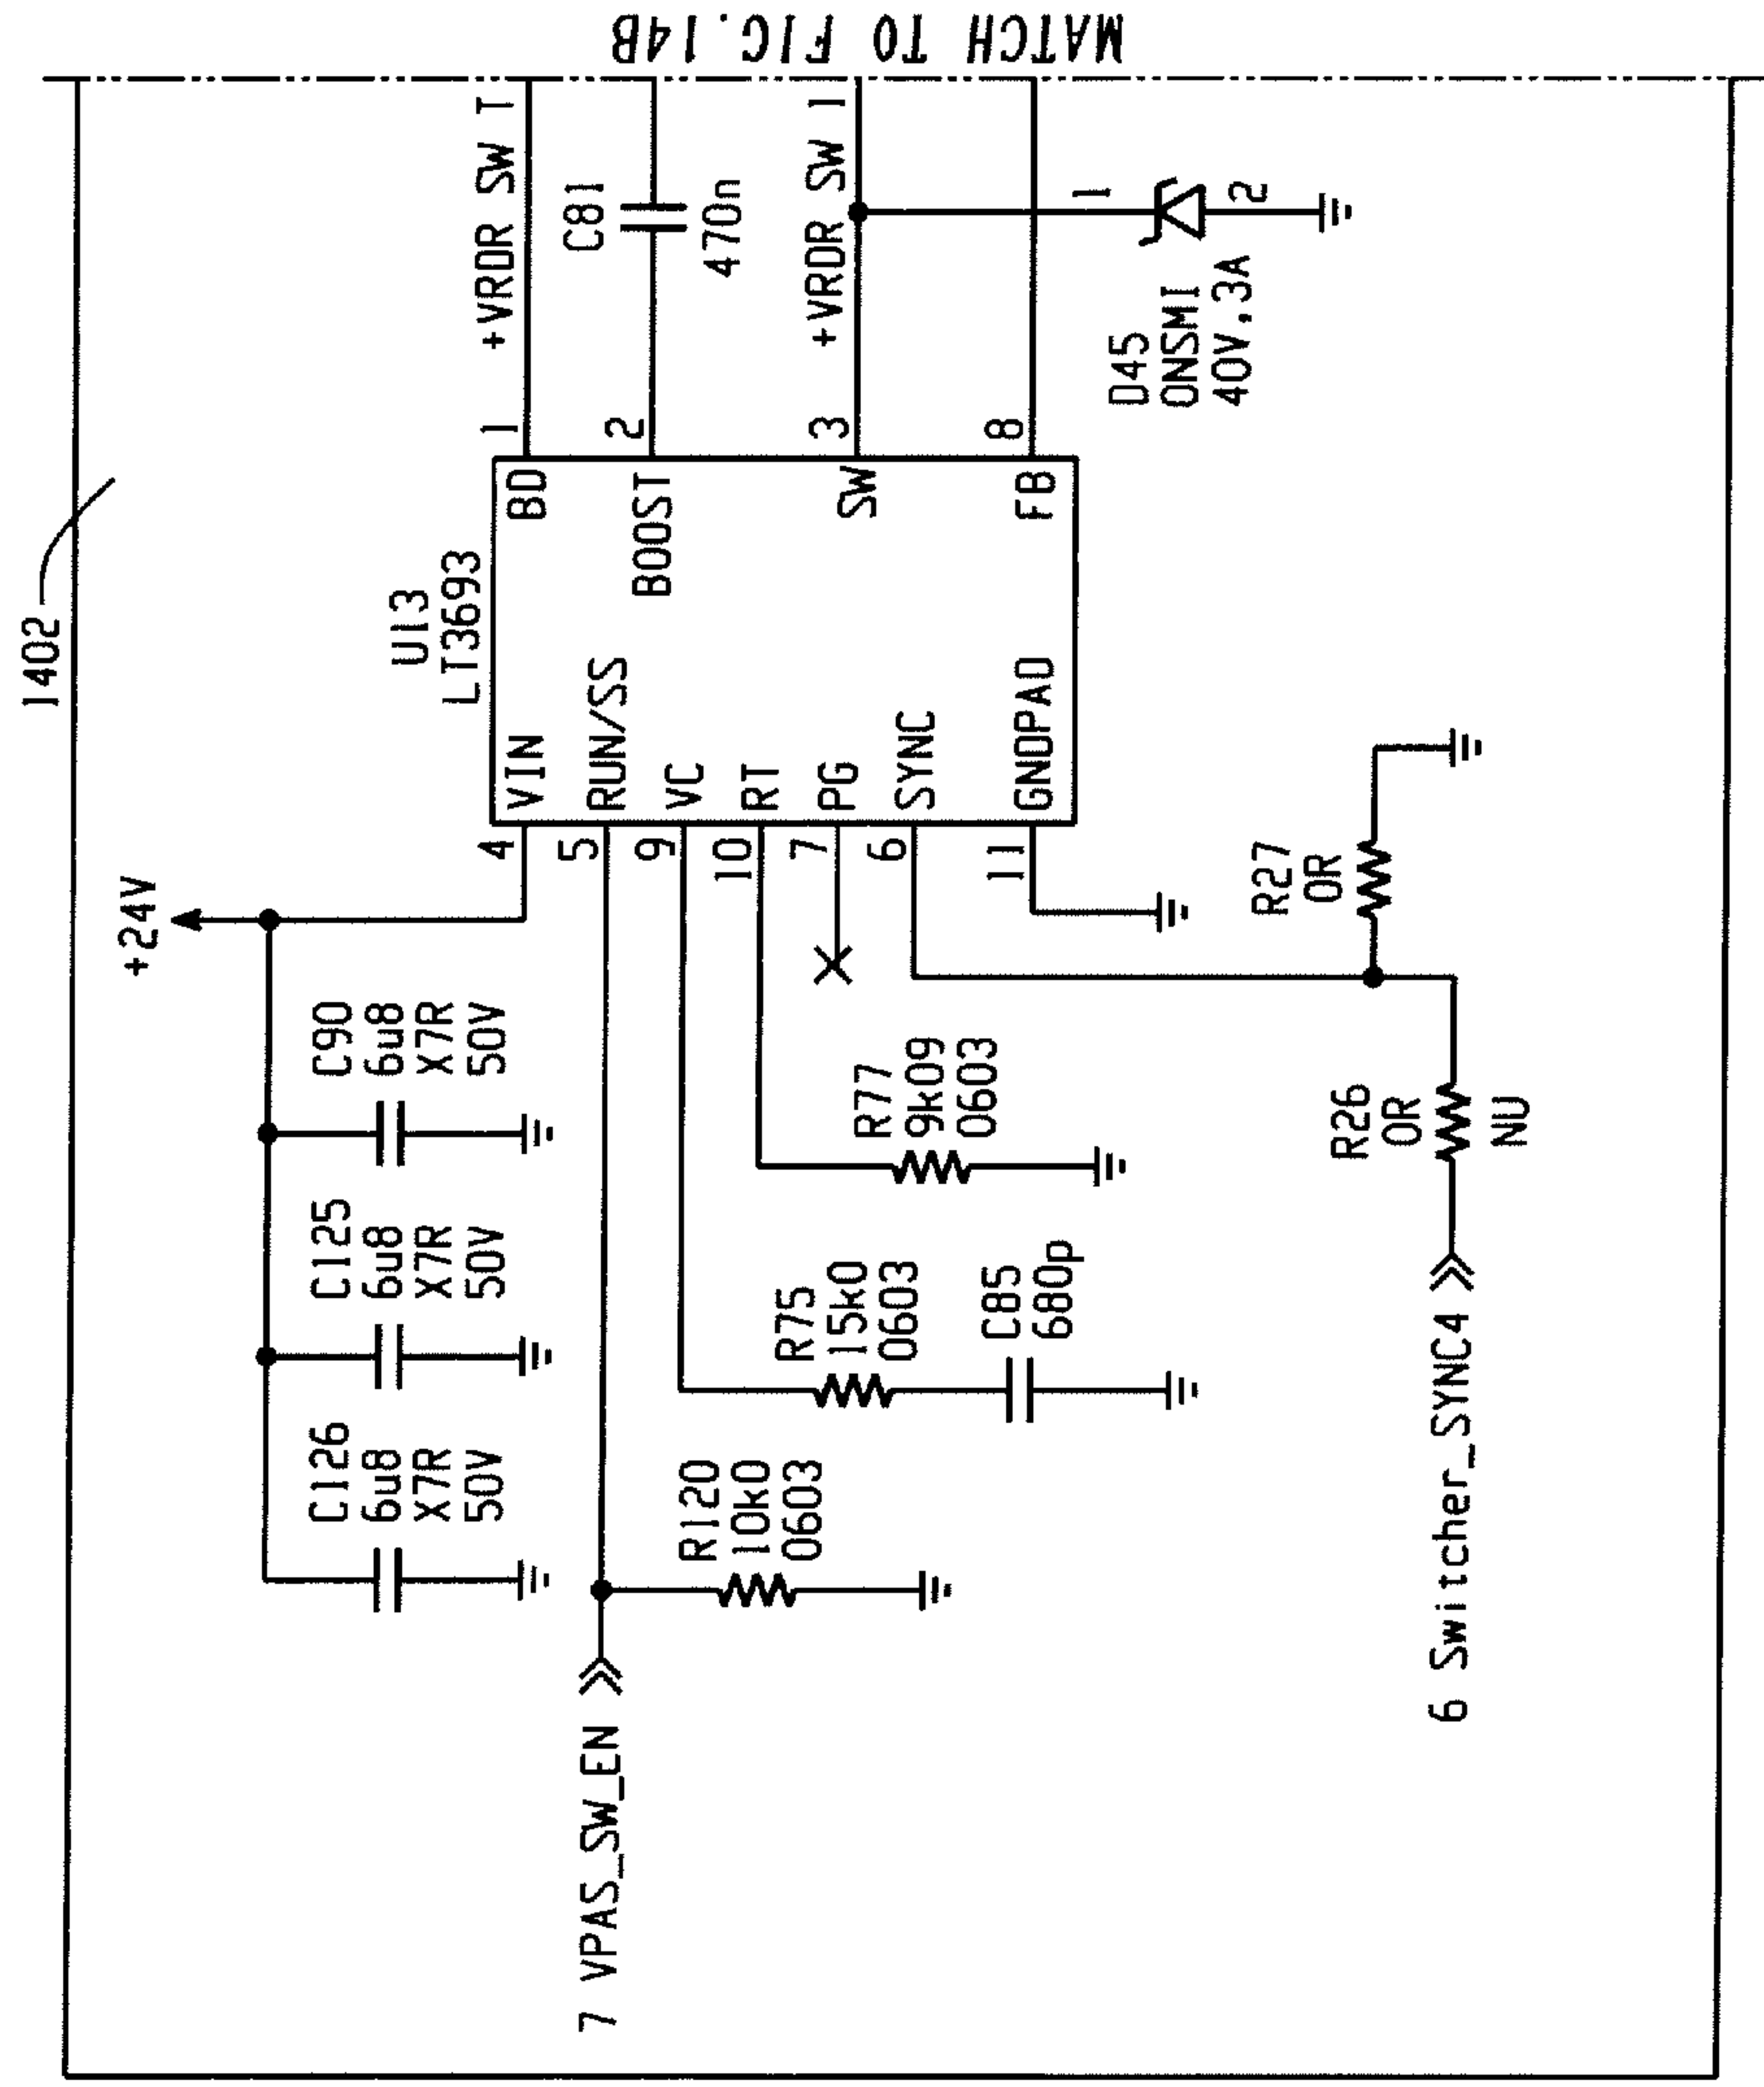 1402
MATCH TO FIG.14B
+24V
C126
6u8
X7R
50V
C125
6u8
X7R
50V
C90
6u8
X7R
50V
U13
LT3693
4
VIN
5
RUN/SS
9
VC
10
RT
7
PG
6
SYNC
11
GNDPAD
BD
1
BOOST
2
SW
3
FB
8
+VRDR SW T
C81
470n
+VRDR SW I
1
2
D45
ONSMI
40V,3A
7 VPAS_SW_EN
R120
10k0
0603
R75
15k0
0603
C85
680p
R77
9k09
0603
R27
0R
R26
0R
NU
6 Switcher_SYNC4